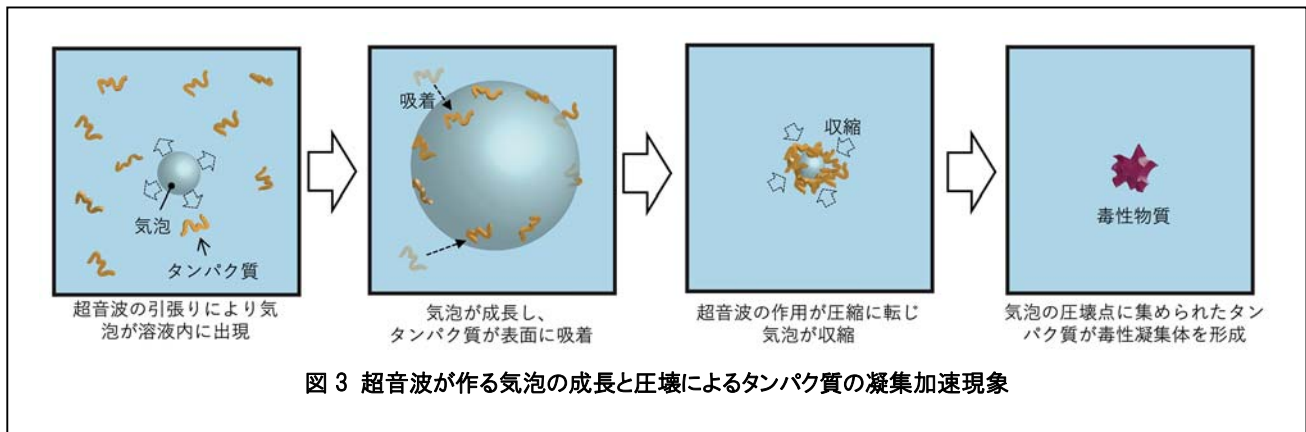 気泡
タンパク質
超音波の引張りにより気
泡が溶液内に出現
吸着
気泡が成長し、
タンパク質が表面に吸着
収縮
超音波の作用が圧縮に転じ
気泡が収縮
毒性物質
気泡の圧壊点に集められたタン
パク質が毒性凝集体を形成
図 3 超音波が作る気泡の成長と圧壊によるタンパク質の凝集加速現象